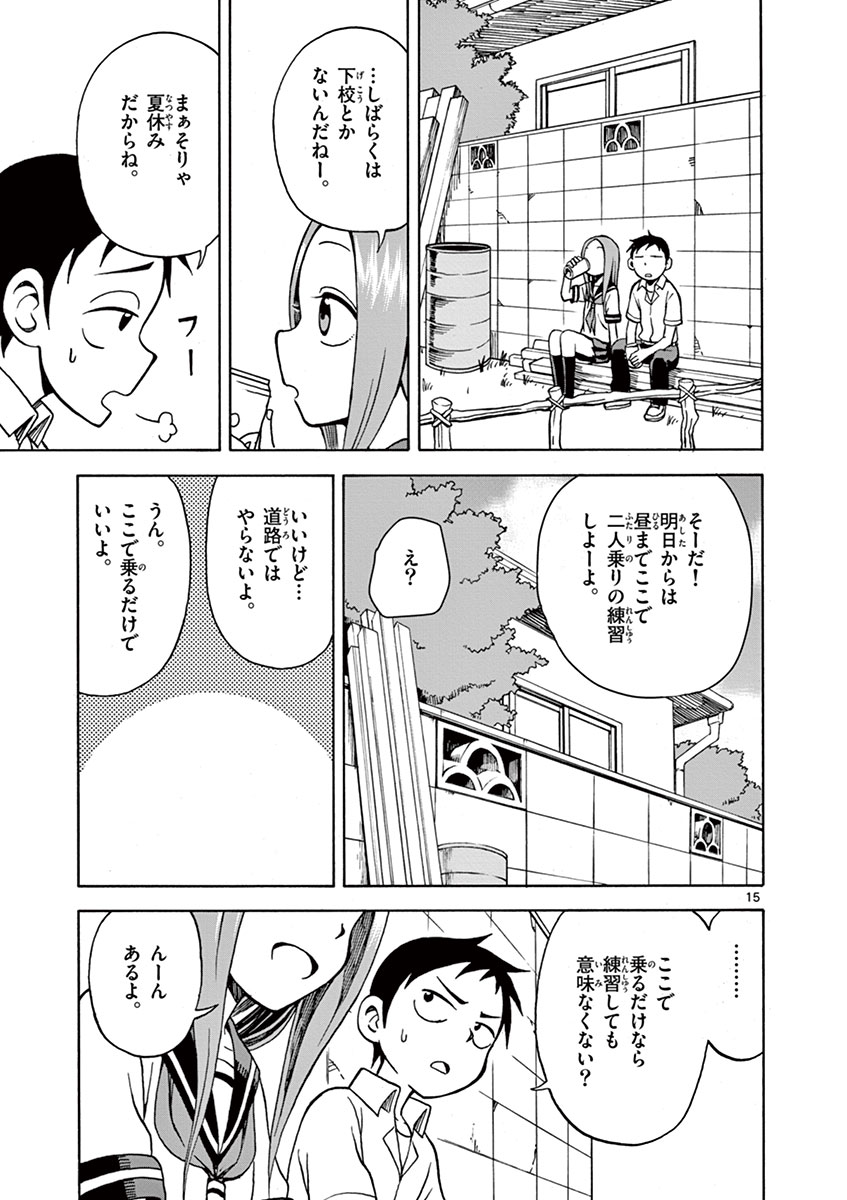 …しばらくは
下校とか
ないんだねー。
まぁそりゃ
夏休み
だからね。
フー
そーだ！
明日からは
昼までここで
二人乗りの練習
しよーよ。
え？
いいけど…
道路では
やらないよ。
うん。
ここで乗るだけで
いいよ。
15
………
ここで
乗るだけなら
練習しても
意味なくない？
んーん
あるよ。